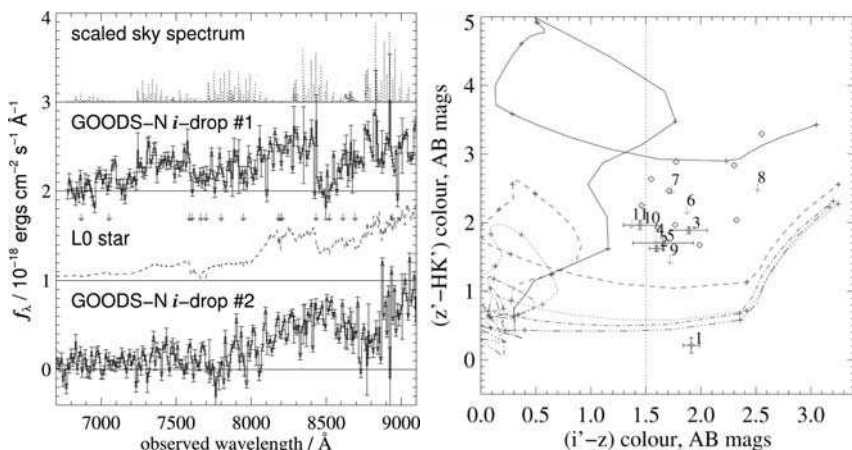 4
scaled sky spectrum
3
GOODS−N i−drop #1
2
L0 star
1
GOODS−N i−drop #2
0
f_λ / 10⁻¹⁸ ergs cm⁻² s⁻¹ Å⁻¹
7000 7500 8000 8500 9000
observed wavelength / Å
5
4
3
2
1
0
(z'−HK') colour, AB mags
7
8
6
11
10
3
4
5
9
1
0.0 0.5 1.0 1.5 2.0 2.5 3.0
(i'−z) colour, AB mags